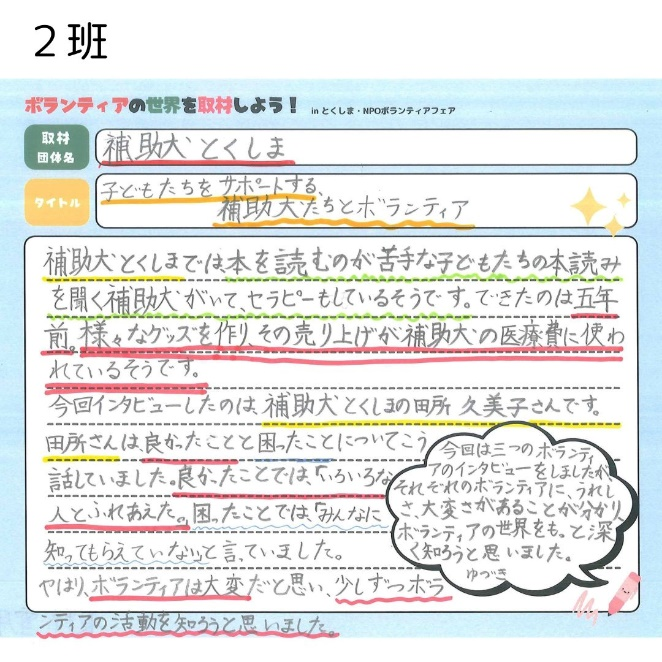 ２班
ボランティアの世界を取材しよう！ in とくしま・NPOボランティアフェア
取材
団体名
補助犬とくしま
タイトル
子どもたちをサポートする、
補助犬たちとボランティア
補助犬とくしまでは本を読むのが苦手な子どもたちの本読み
を聞く補助犬がいて、セラピーもしているそうです。できたのは五年
前。様々なグッズを作り、その売り上げが補助犬の医療費に使わ
れているそうです。
今回インタビューしたのは、補助犬とくしまの田所久美子さんです。
田所さんは良かったことと困ったことについてこう
話していました。良かったことでは、「いろいろな
人とふれあえた。」、困ったことでは「みんなに
知ってもらえていない」と言っていました。
やはり、ボランティアは大変だと思い、少しずつボラ
ンティアの活動を知ろうと思いました。
今回は三つのボランティ
アのインタビューをしましたが、
それぞれのボランティアに、うれし
さ、大変さがあることが分かり
ボランティアの世界をも。と深
く知ろうと思いました。
ゆづき